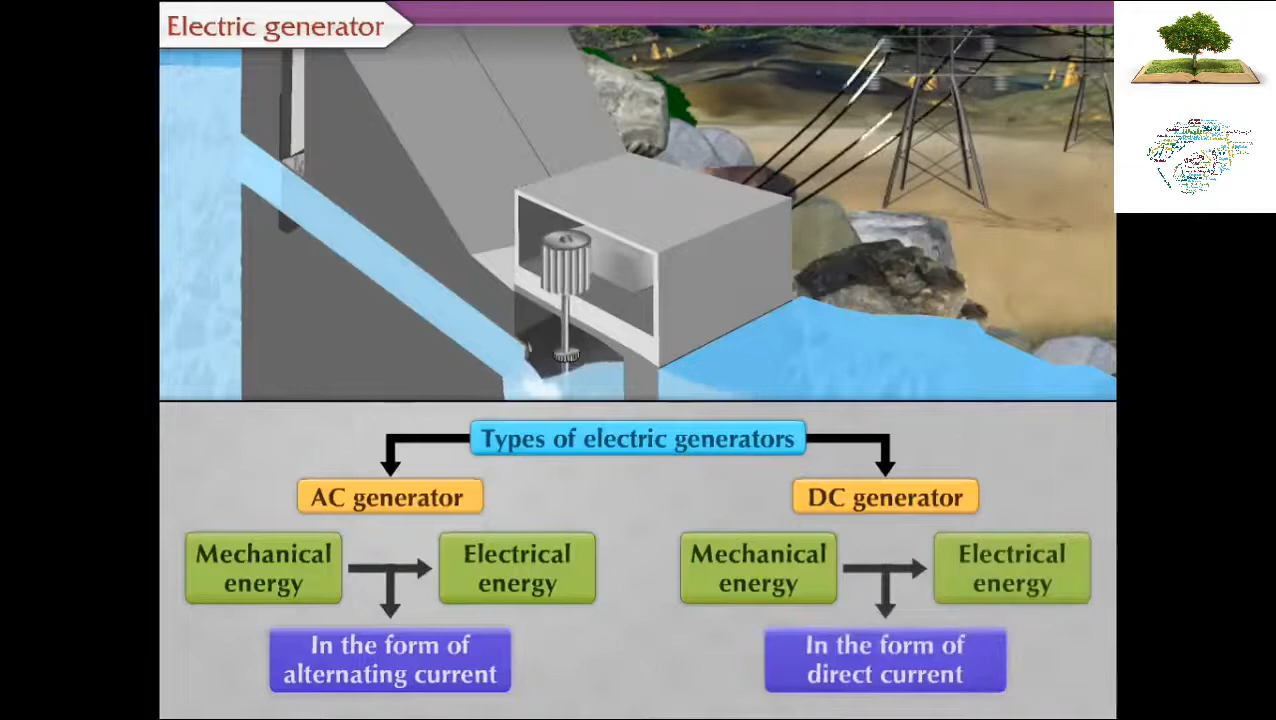 Electric generator
Types of electric generators
AC generator
DC generator
Mechanical
energy
Electrical
energy
Mechanical
energy
Electrical
energy
In the form of
alternating current
In the form of
direct current